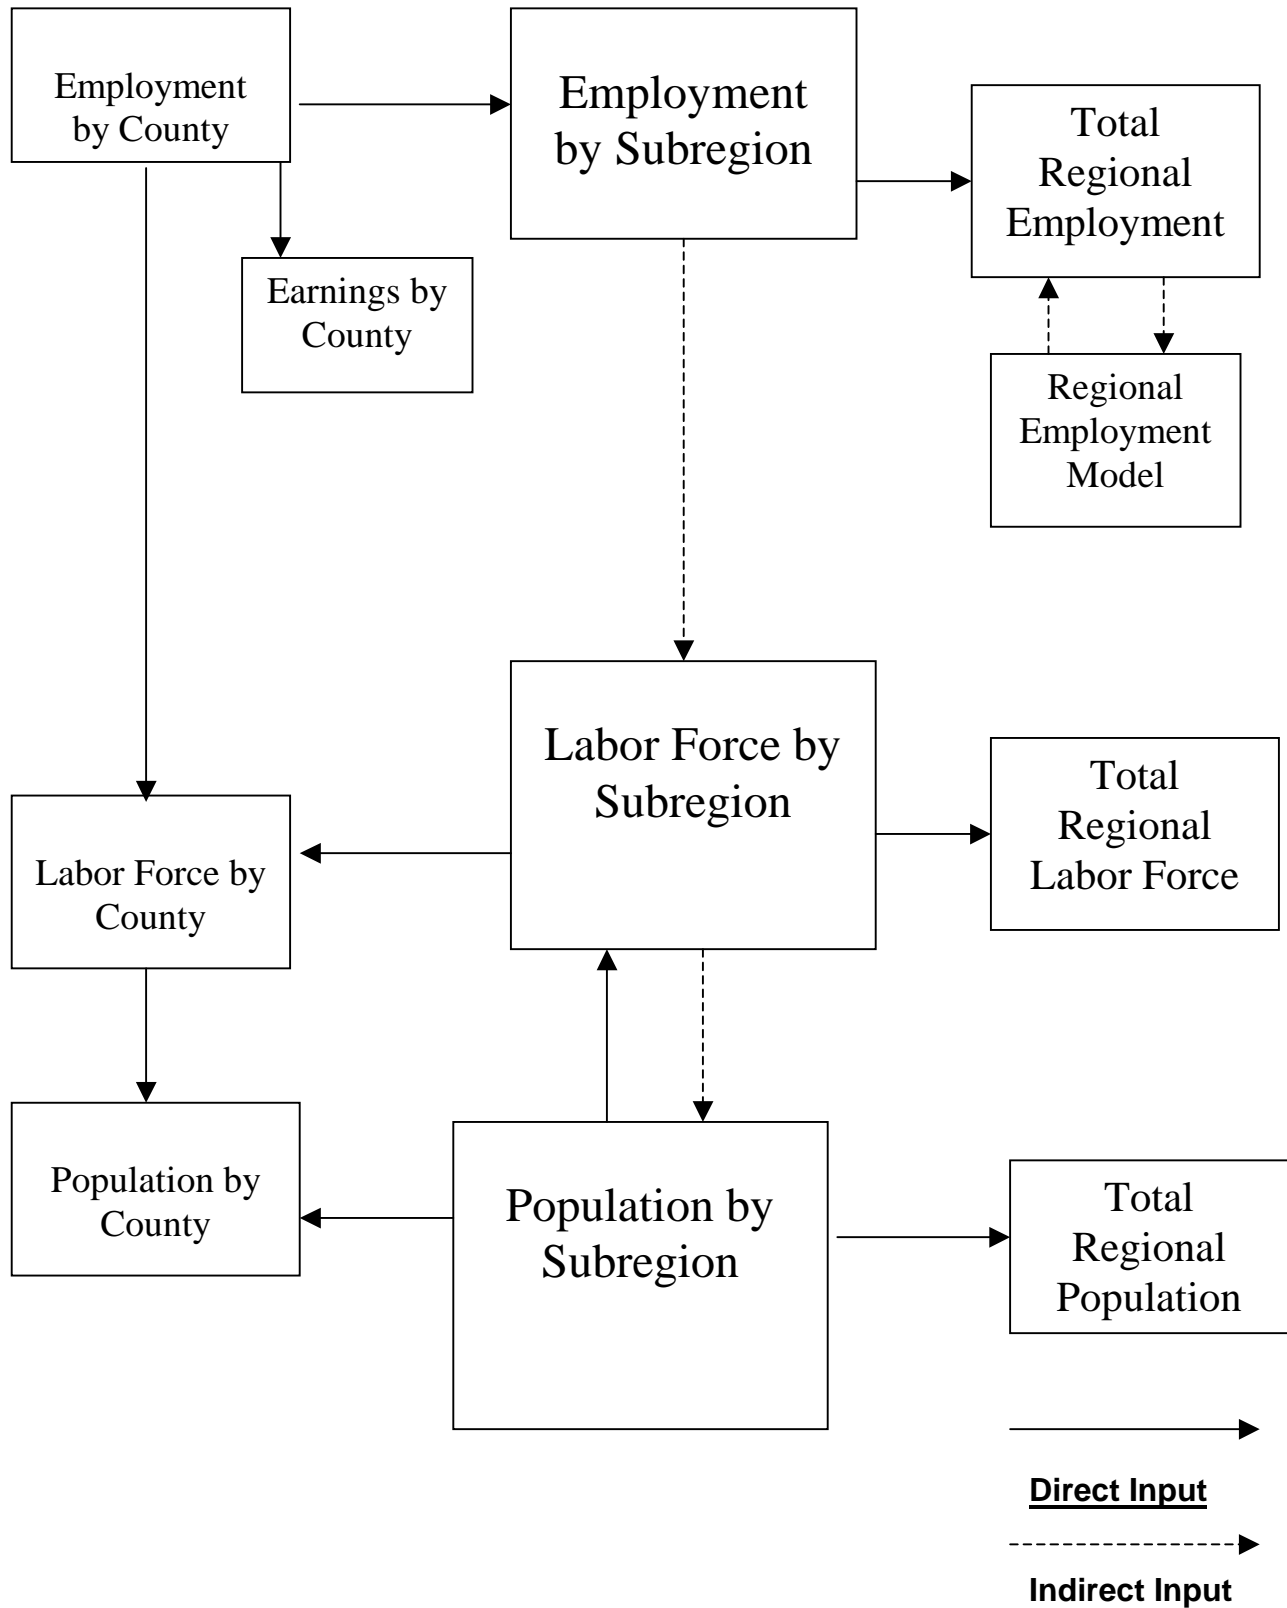 Employment
by County
Employment
by Subregion
Total
Regional
Employment
Earnings by
County
Regional
Employment
Model
Labor Force by
Subregion
Total
Regional
Labor Force
Labor Force by
County
Population by
County
Population by
Subregion
Total
Regional
Population
Direct Input
Indirect Input